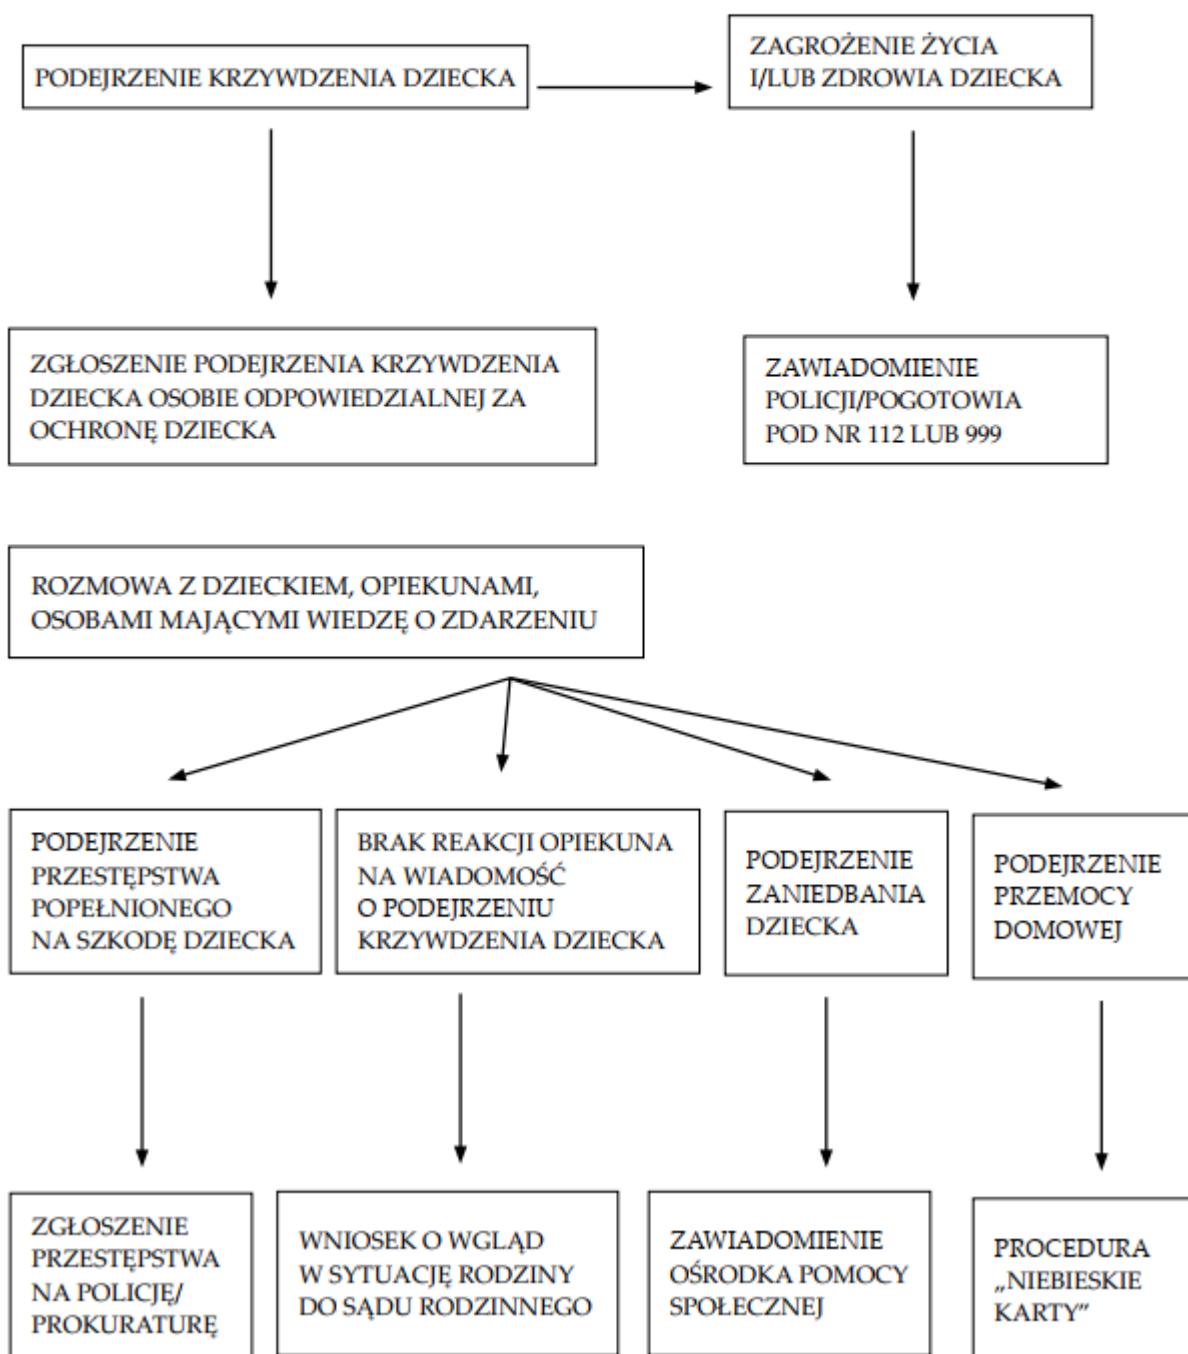 PODEJRZENIE KRZYWDZENIA DZIECKA
ZAGROŻENIE ŻYCIA
I/LUB ZDROWIA DZIECKA
ZGŁOSZENIE PODEJRZENIA KRZYWDZENIA
DZIECKA OSOBIE ODPOWIEDZIALNEJ ZA
OCHRONĘ DZIECKA
ZAWIADOMIENIE
POLICJI/POGOTOWIA
POD NR 112 LUB 999
ROZMOWA Z DZIECKIEM, OPIEKUNAMI,
OSOBAMI MAJĄCYMI WIEDZĘ O ZDARZENIU
PODEJRZENIE
PRZESTĘPSTWA
POPEŁNIONEGO
NA SZKODĘ DZIECKA
BRAK REAKCJI OPIEKUNA
NA WIADOMOŚĆ
O PODEJRZENIU
KRZYWDZENIA DZIECKA
PODEJRZENIE
ZANIEDBANIA
DZIECKA
PODEJRZENIE
PRZEMOCY
DOMOWEJ
ZGŁOSZENIE
PRZESTĘPSTWA
NA POLICJĘ/
PROKURATURĘ
WNIOSEK O WGLĄD
W SYTUACJĘ RODZINY
DO SĄDU RODZINNEGO
ZAWIADOMIENIE
OŚRODKA POMOCY
SPOŁECZNEJ
PROCEDURA
„NIEBIESKIE
KARTY”